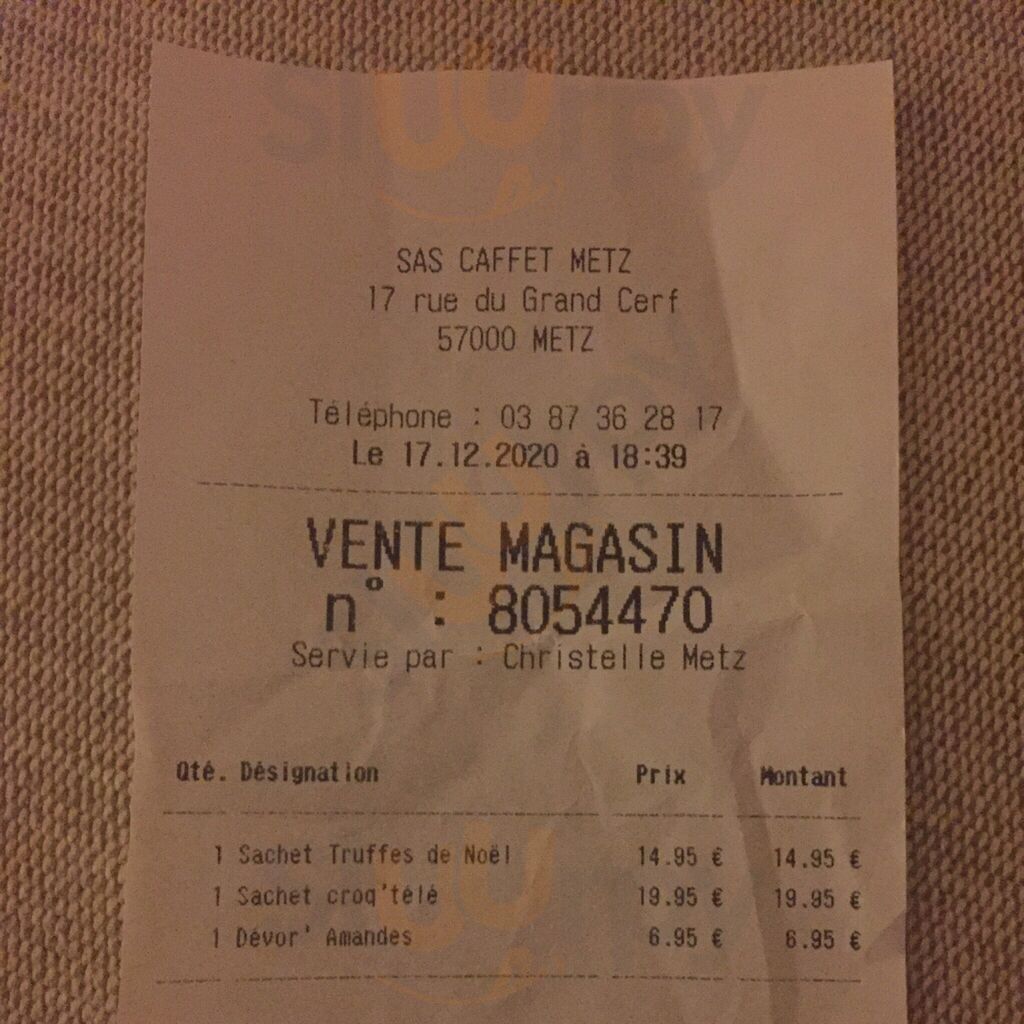 Sluurpy
SAS CAFFET METZ
17 rue du Grand Cerf
57000 METZ
Téléphone : 03 87 36 28 17
Le 17.12.2020 à 18:39
VENTE MAGASIN
n° : 8054470
Servie par : Christelle Metz
Qté. Désignation Prix Montant
1 Sachet Truffes de Noël 14.95 € 14.95 €
1 Sachet croq'télé 19.95 € 19.95 €
1 Dévor' Amandes 6.95 € 6.95 €